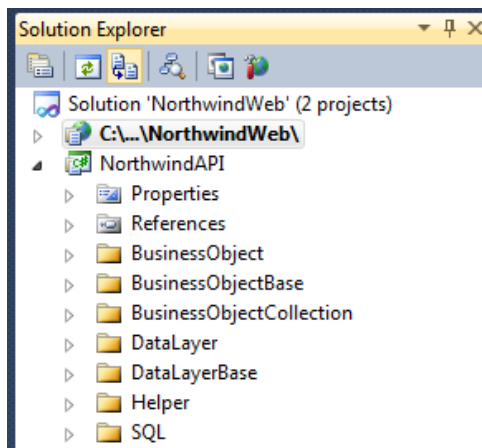 Solution Explorer
Solution 'NorthwindWeb' (2 projects)
C:\...\NorthwindWeb\
NorthwindAPI
Properties
References
BusinessObject
BusinessObjectBase
BusinessObjectCollection
DataLayer
DataLayerBase
Helper
SQL